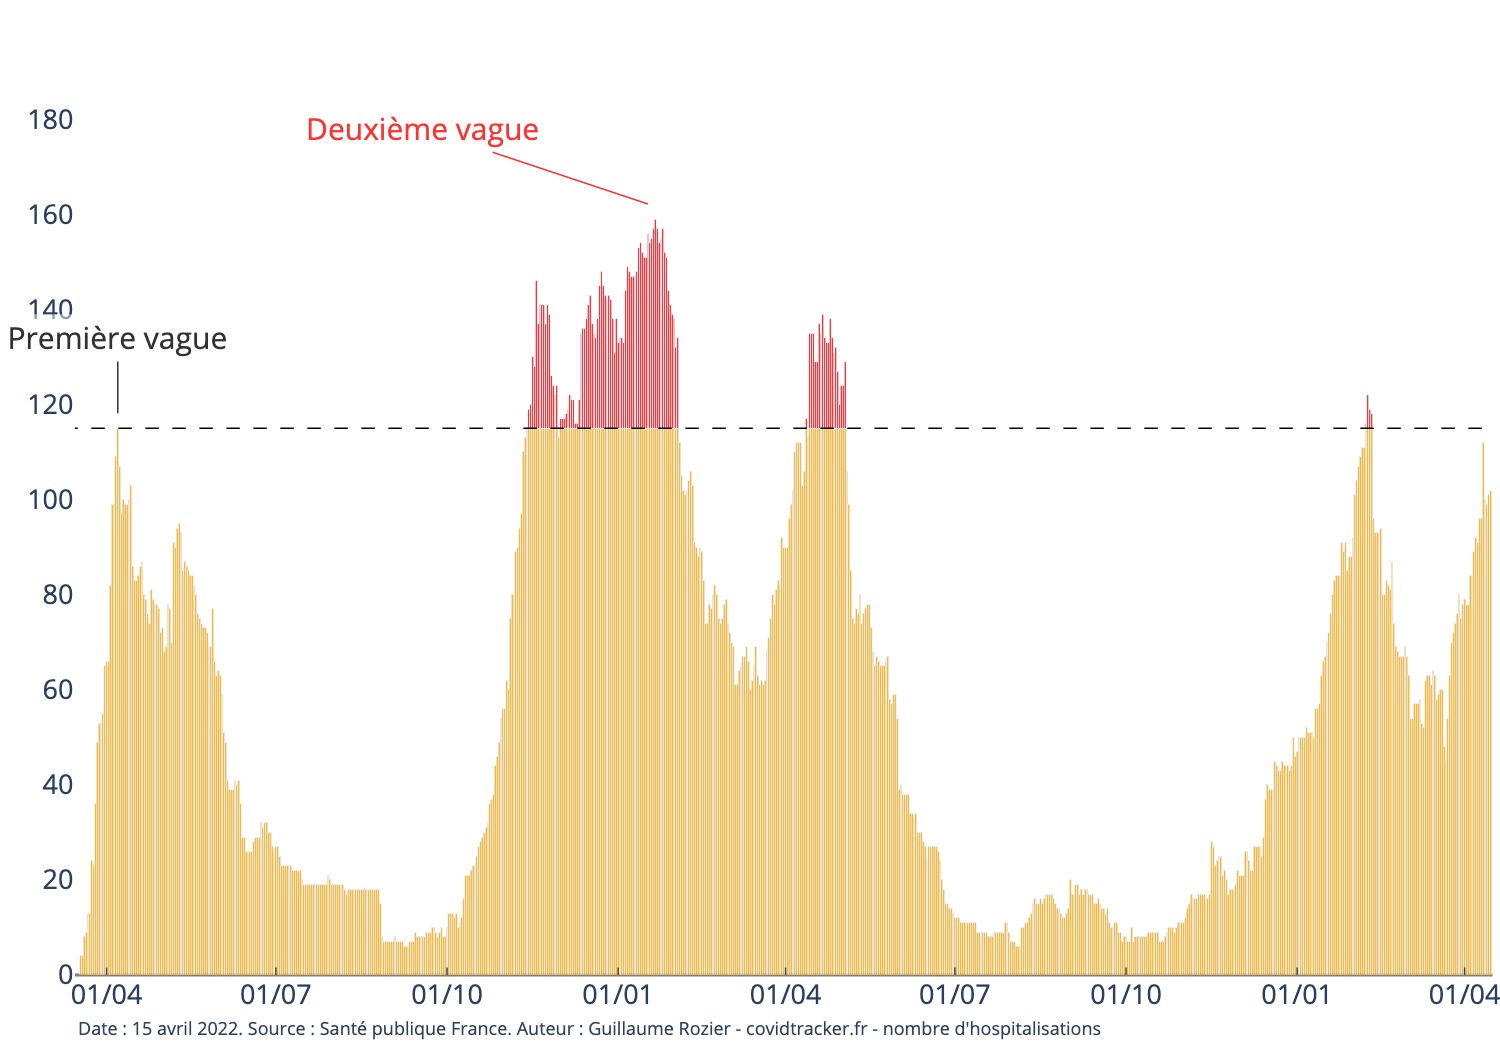 180
Deuxième vague
160
140
Première vague
120
100
80
60
40
20
0
01/04 01/07 01/10 01/01 01/04 01/07 01/10 01/01 01/04
Date : 15 avril 2022. Source : Santé publique France. Auteur : Guillaume Rozier - covidtracker.fr - nombre d'hospitalisations